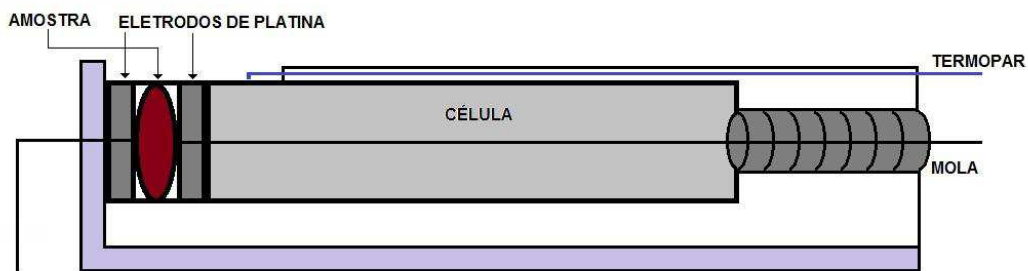 AMOSTRA
ELETRODOS DE PLATINA
TERMOPAR
CÉLULA
MOLA